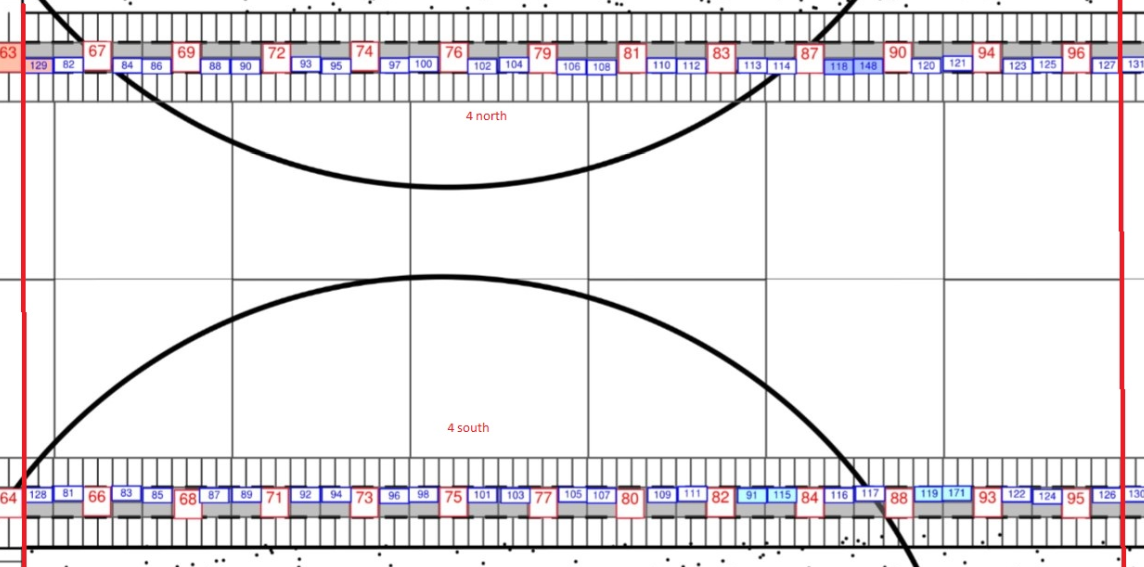 63 129 82 67 84 86 69 88 90 72 93 95 74 97 100 76 102 104 79 106 108 81 110 112 83 113 114 87 118 148 90 120 121 94 123 125 96 127 131
4 north
4 south
64 128 81 66 83 85 68 87 89 71 92 94 73 96 98 75 101 103 77 105 107 80 109 111 82 91 115 84 116 117 88 119 171 93 122 124 95 126 130